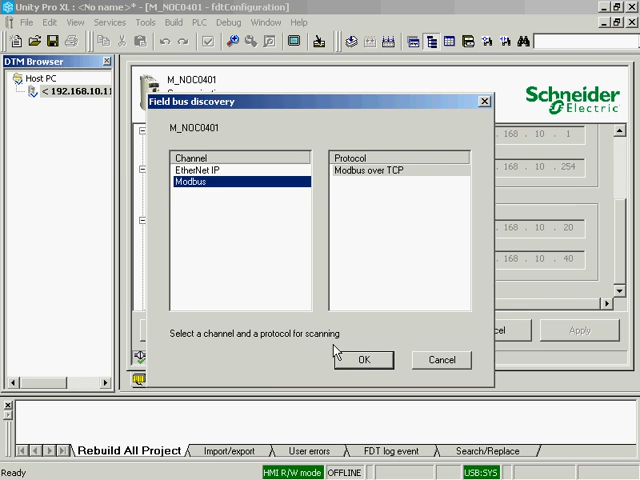 Unity Pro XL : <No name>* - [M_NOC0401 - fdtConfiguration]
File Edit View Services Tools Build PLC Debug Window Help
DTM Browser
Host PC
< 192.168.10.11
M_NOC0401
Schneider
Electric
Field bus discovery
M_NOC0401
Channel
EtherNet IP
Modbus
Protocol
Modbus over TCP
168 . 10 . 1
168 . 10 . 254
168 . 10 . 20
168 . 10 . 40
Select a channel and a protocol for scanning
OK
Cancel
cel
Apply
Rebuild All Project
Import/export
User errors
FDT log event
Search/Replace
Ready
HMI R/W mode
OFFLINE
USB:SYS